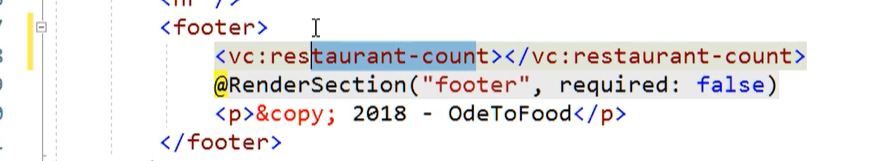 <footer>
<vc:restaurant-count></vc:restaurant-count>
@RenderSection("footer", required: false)
<p>&copy; 2018 - OdeToFood</p>
</footer>